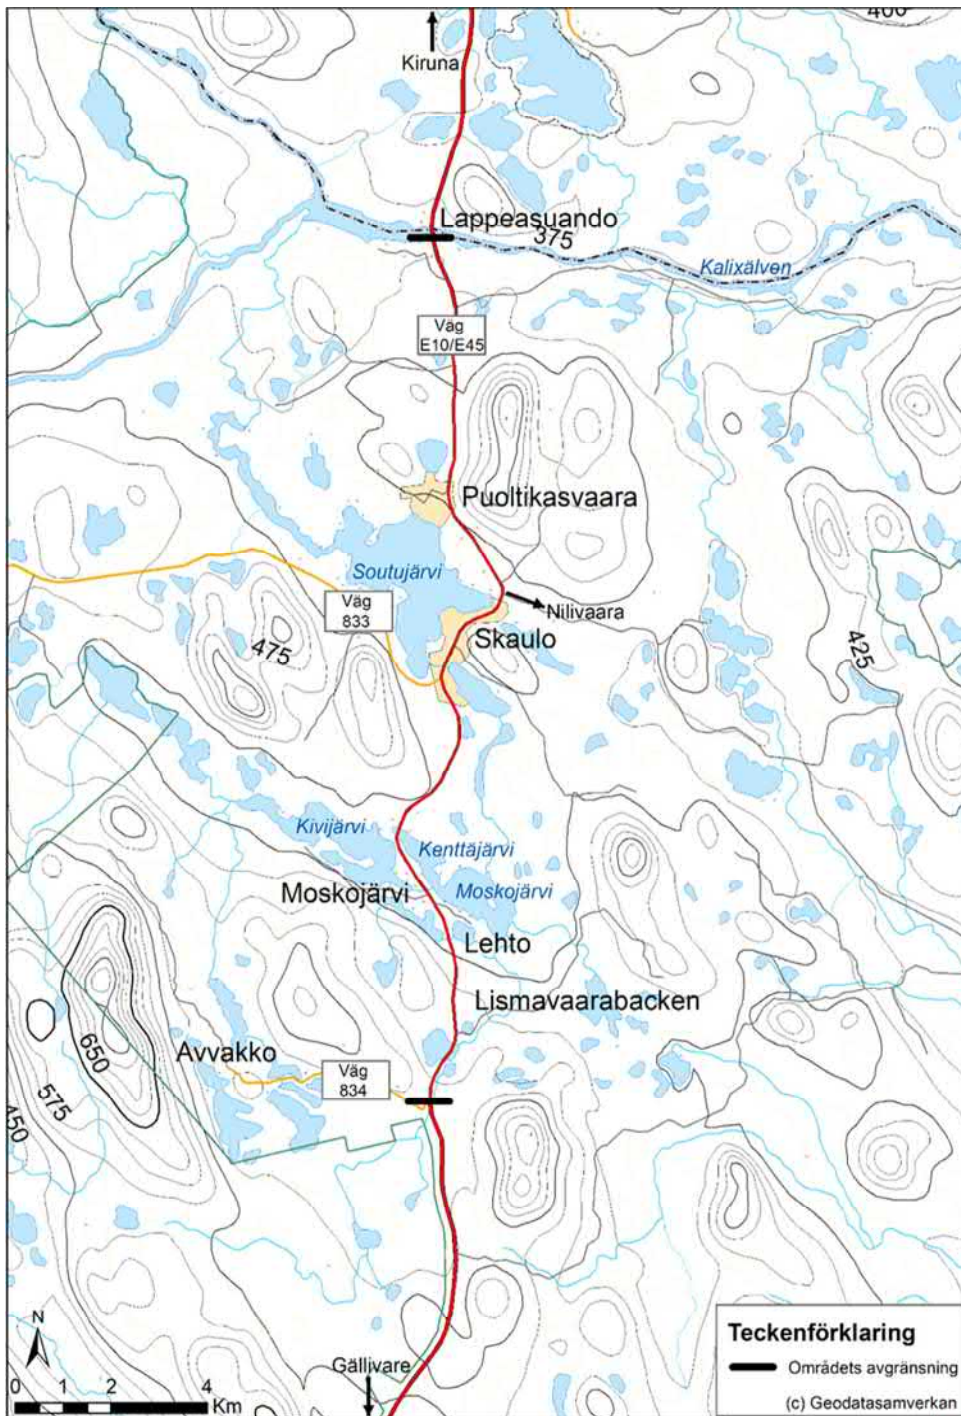 400
Kiruna
Lappeasuando
375
Kalixälven
Väg
E10/E45
Puoltikasvaara
Soutujärvi
Väg
833
Nilivaara
Skaulo
475
425
Kivijärvi
Kenttäjärvi
Moskojärvi
Moskojärvi
Lehto
Lismavaarabacken
650
Avvakko
Väg
834
575
450
N
Gällivare
0 2 4
Km
Teckenförklaring
Områdets avgränsning
(c) Geodatasamverkan